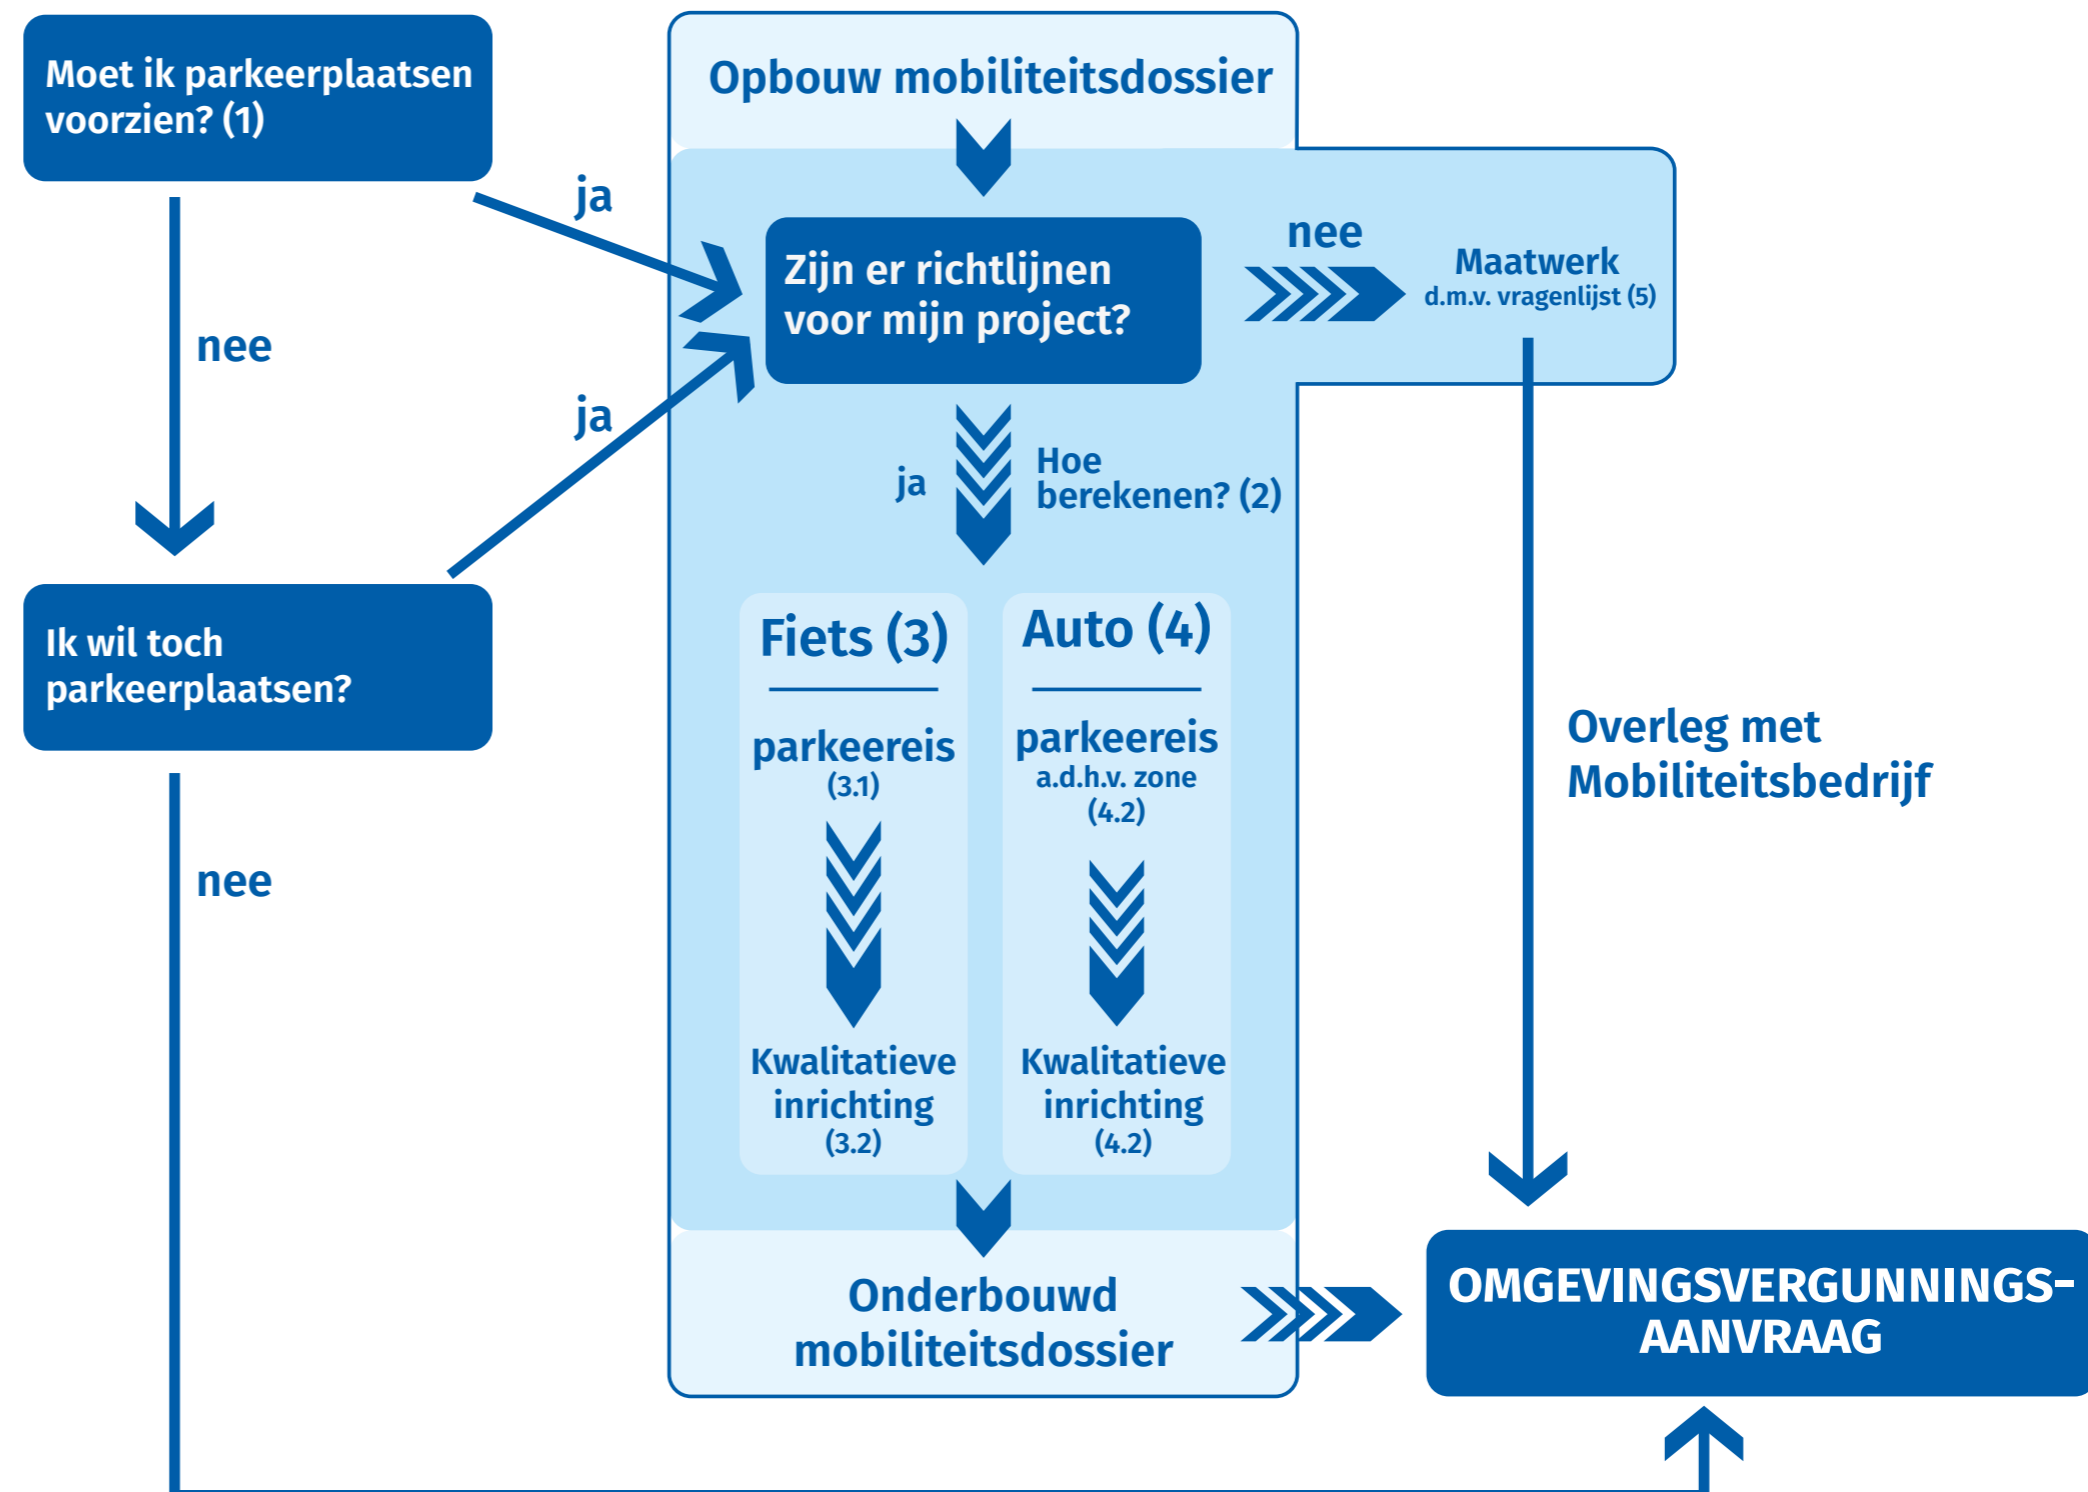 Moet ik parkeerplaatsen
voorzien? (1)
ja
nee
ja
Ik wil toch
parkeerplaatsen?
nee
Opbouw mobiliteitsdossier
Zijn er richtlijnen
voor mijn project?
nee
Maatwerk
d.m.v. vragenlijst (5)
ja
Hoe
berekenen? (2)
Fiets (3)
parkeereis
(3.1)
Kwalitatieve
inrichting
(3.2)
Auto (4)
parkeereis
a.d.h.v. zone
(4.2)
Kwalitatieve
inrichting
(4.2)
Overleg met
Mobiliteitsbedrijf
Onderbouwd
mobiliteitsdossier
OMGEVINGSVERGUNNINGS-
AANVRAAG